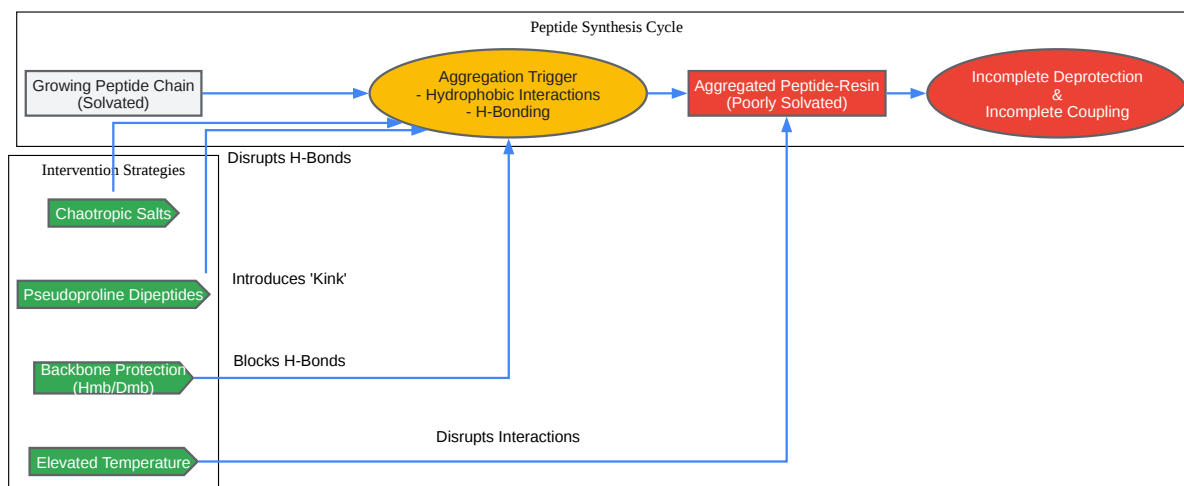 Peptide Synthesis Cycle
Growing Peptide Chain
(Solvated)
Aggregation Trigger
- Hydrophobic Interactions
- H-Bonding
Aggregated Peptide-Resin
(Poorly Solvated)
Incomplete Deprotection
&
Incomplete Coupling
Intervention Strategies
Disrupts H-Bonds
Chaotropic Salts
Introduces 'Kink'
Pseudoproline Dipeptides
Blocks H-Bonds
Backbone Protection
(Hmb/Dmb)
Disrupts Interactions
Elevated Temperature